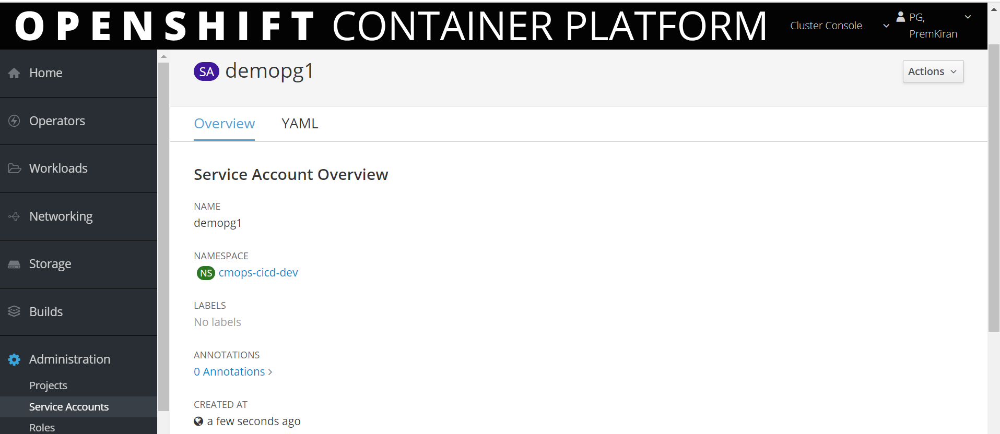 OPENSHIFT CONTAINER PLATFORM
Cluster Console
PG,
PremKiran
Home
Operators
Workloads
Networking
Storage
Builds
Administration
Projects
Service Accounts
Roles
SA demopg1
Actions
Overview YAML
Service Account Overview
NAME
demopg1
NAMESPACE
NS cmops-cicd-dev
LABELS
No labels
ANNOTATIONS
0 Annotations
CREATED AT
a few seconds ago